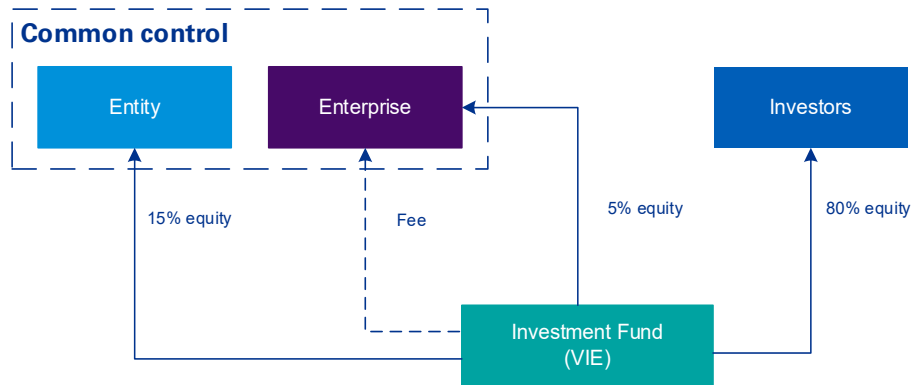 Common control
Entity
Enterprise
Investors
15% equity
Fee
5% equity
80% equity
Investment Fund
(VIE)